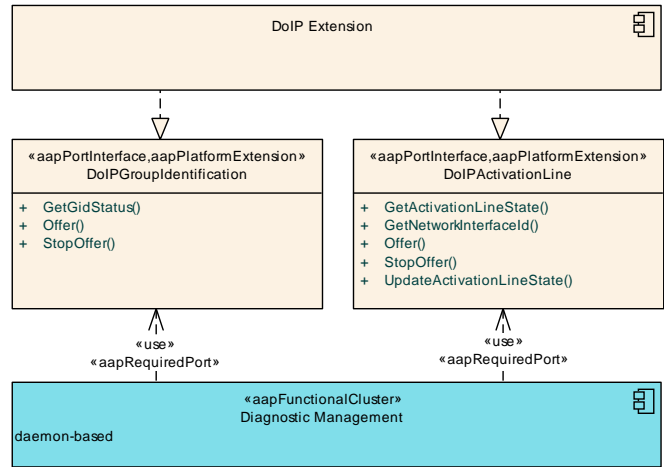 DoIP Extension
«aapPortInterface,aapPlatformExtension»
DoIPGroupIdentification
+ GetGidStatus()
+ Offer()
+ StopOffer()
«aapPortInterface,aapPlatformExtension»
DoIPActivationLine
+ GetActivationLineState()
+ GetNetworkInterfaceId()
+ Offer()
+ StopOffer()
+ UpdateActivationLineState()
«use»
«aapRequiredPort»
«use»
«aapRequiredPort»
«aapFunctionalCluster»
Diagnostic Management
daemon-based